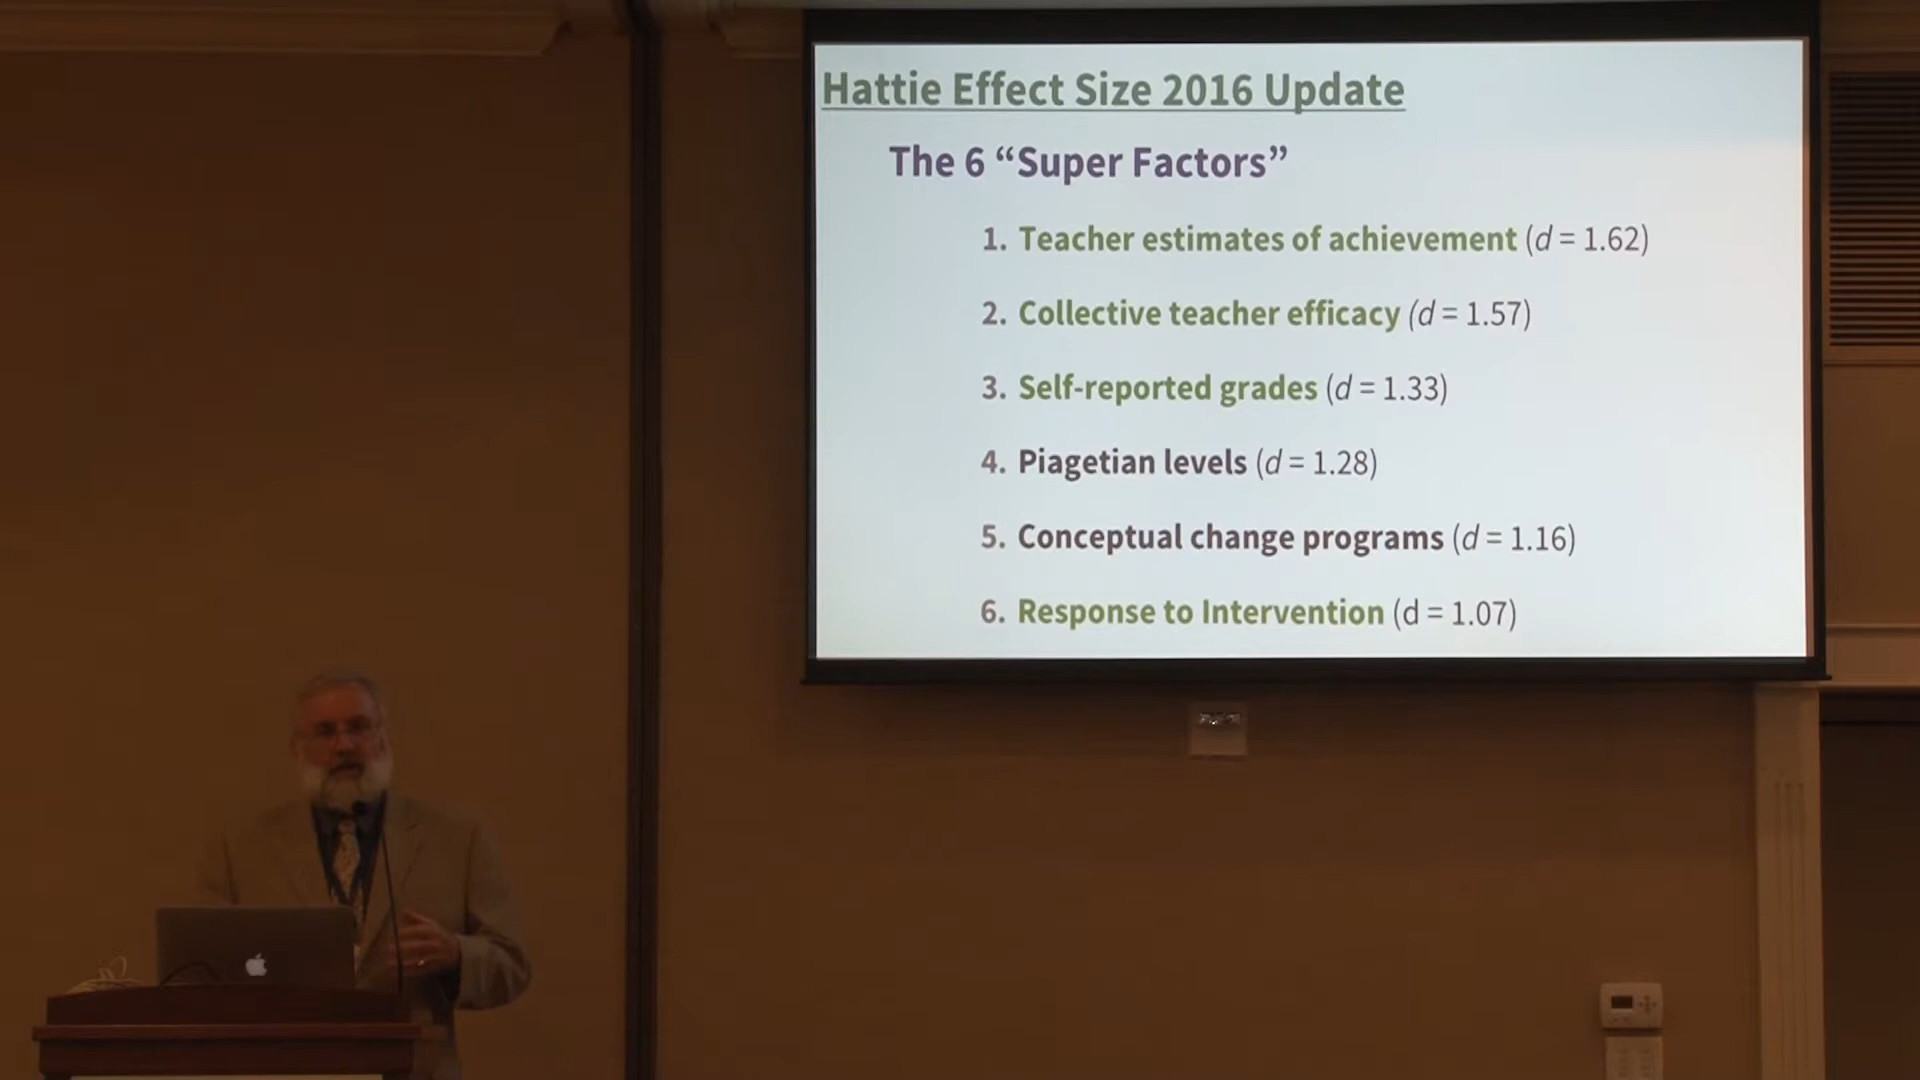 Hattie Effect Size 2016 Update
The 6 “Super Factors”
1. Teacher estimates of achievement (d = 1.62)
2. Collective teacher efficacy (d = 1.57)
3. Self-reported grades (d = 1.33)
4. Piagetian levels (d = 1.28)
5. Conceptual change programs (d = 1.16)
6. Response to Intervention (d = 1.07)